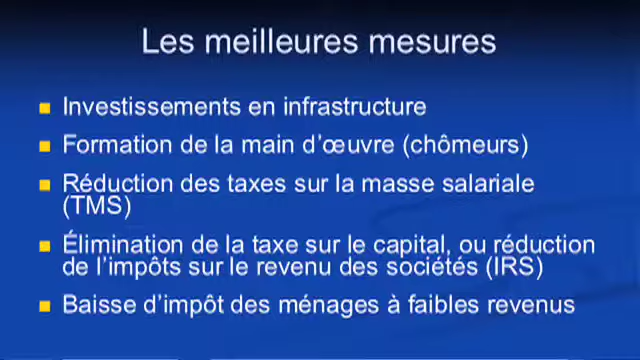 Les meilleures mesures
Investissements en infrastructure
Formation de la main d'œuvre (chômeurs)
Réduction des taxes sur la masse salariale
(TMS)
Élimination de la taxe sur le capital, ou réduction
de l'impôts sur le revenu des sociétés (IRS)
Baisse d'impôt des ménages à faibles revenus